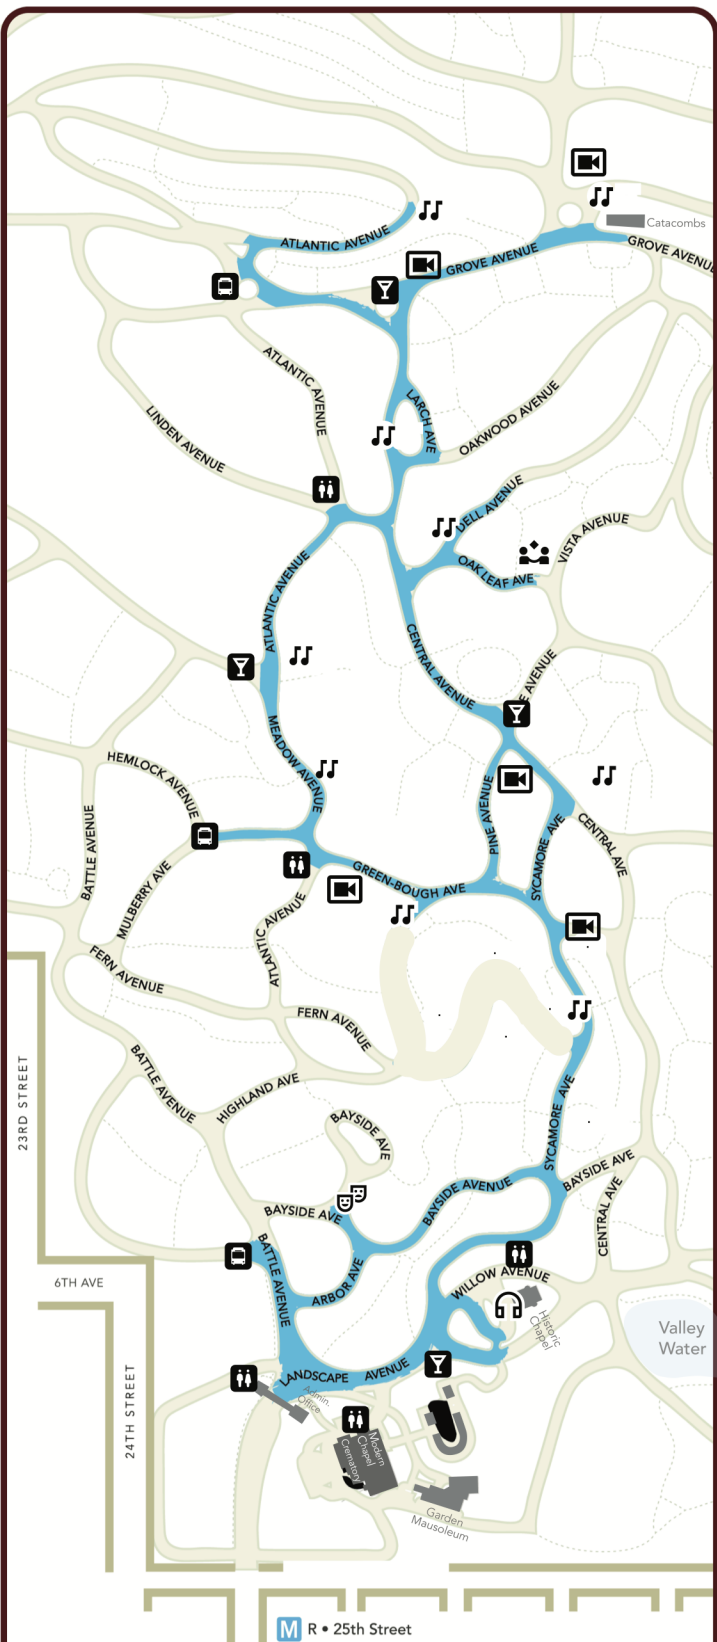 Catacombs
ATLANTIC AVENUE
GROVE AVENUE
GROVE AVENUE
ATLANTIC AVENUE
LARCH AVE
OAKWOOD AVENUE
LINDEN AVENUE
DELL AVENUE
VISTA AVENUE
OAK LEAF AVE
ATLANTIC AVENUE
CENTRAL AVENUE
E AVENUE
MEADOW AVENUE
HEMLOCK AVENUE
PINE AVENUE
SYCAMORE AVE
CENTRAL AVE
BATTLE AVENUE
MULBERRY AVE
GREEN-BOUGH AVE
ATLANTIC AVENUE
FERN AVENUE
FERN AVENUE
23RD STREET
BATTLE AVENUE
HIGHLAND AVE
BAYSIDE AVE
SYCAMORE AVE
BAYSIDE AVE
BAYSIDE AVENUE
BAYSIDE AVE
CENTRAL AVE
BATTLE AVENUE
ARBOR AVE
WILLOW AVENUE
6TH AVE
Historic
Chapel
Valley
Water
LANDSCAPE AVENUE
24TH STREET
Admin.
Office
Modern
Chapel
Crematory
Garden
Mausoleum
M R • 25th Street